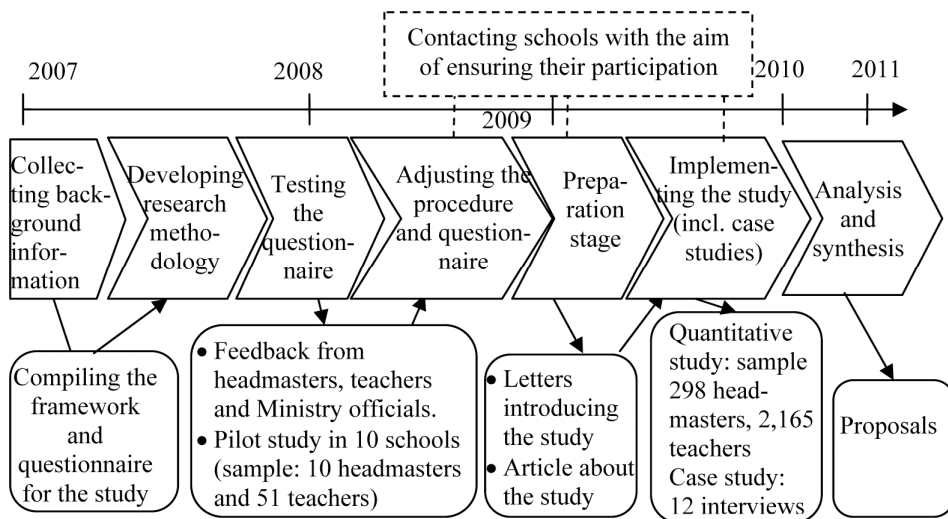 Contacting schools with the aim
of ensuring their participation
2007
2008
2009
2010
2011
Collec-
ting back-
ground
infor-
mation
Developing
research
metho-
dology
Testing
the
question-
naire
Adjusting the
procedure
and question-
naire
Prepa-
ration
stage
Implemen-
ting the study
(incl. case
studies)
Analysis
and
synthesis
Compiling the
framework
and
questionnaire
for the study
• Feedback from
headmasters, teachers
and Ministry officials.
• Pilot study in 10 schools
(sample: 10 headmasters
and 51 teachers)
• Letters
introducing
the study
• Article about
the study
Quantitative
study: sample
298 head-
masters, 2,165
teachers
Case study:
12 interviews
Proposals